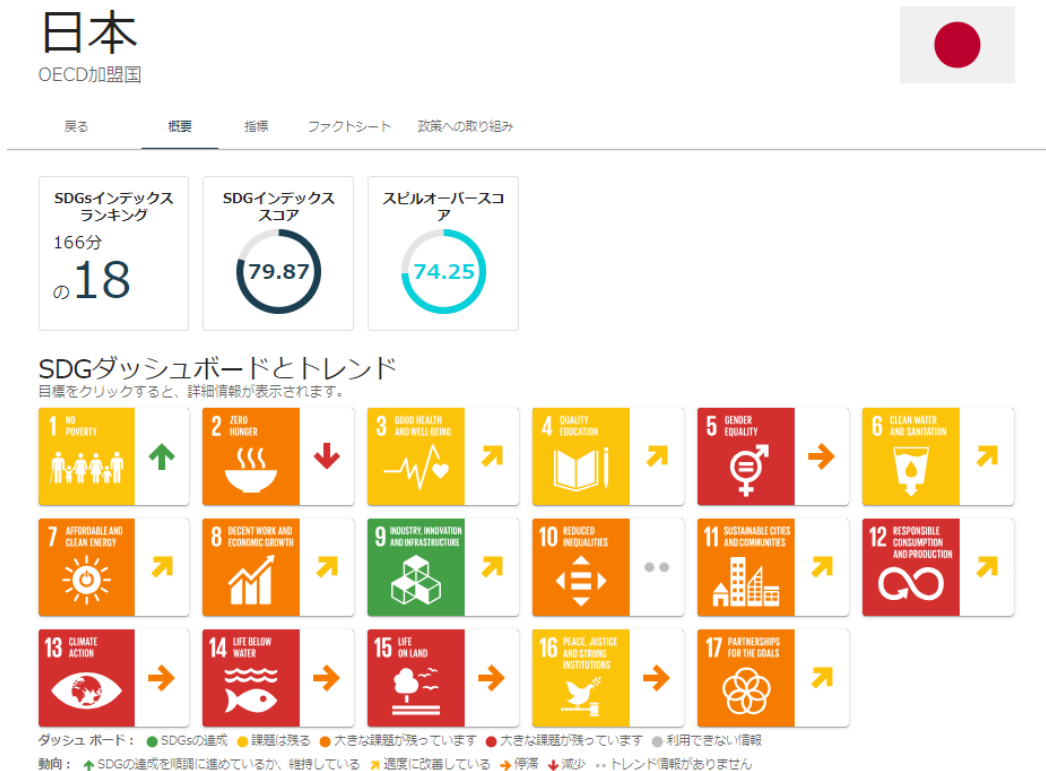 日本
OECD加盟国
戻る 概要 指標 ファクトシート 政策への取り組み
SDGsインデックス
ランキング
166分
の18
SDGインデックス
スコア
79.87
スピルオーバースコ
ア
74.25
SDGダッシュボードとトレンド
目標をクリックすると、詳細情報が表示されます。
1 NO
POVERTY
2 ZERO
HUNGER
3 GOOD HEALTH
AND WELL-BEING
4 QUALITY
EDUCATION
5 GENDER
EQUALITY
6 CLEAN WATER
AND SANITATION
7 AFFORDABLE AND
CLEAN ENERGY
8 DECENT WORK AND
ECONOMIC GROWTH
9 INDUSTRY, INNOVATION
AND INFRASTRUCTURE
10 REDUCED
INEQUALITIES
11 SUSTAINABLE CITIES
AND COMMUNITIES
12 RESPONSIBLE
CONSUMPTION
AND PRODUCTION
13 CLIMATE
ACTION
14 LIFE BELOW
WATER
15 LIFE
ON LAND
16 PEACE, JUSTICE
AND STRONG
INSTITUTIONS
17 PARTNERSHIPS
FOR THE GOALS
ダッシュ ボード： SDGsの達成 課題は残る 大きな課題が残っています 大きな課題が残っています 利用できない情報
動向： SDGの達成を順調に進めているか、維持している 適度に改善している 停滞 減少 トレンド情報がありません